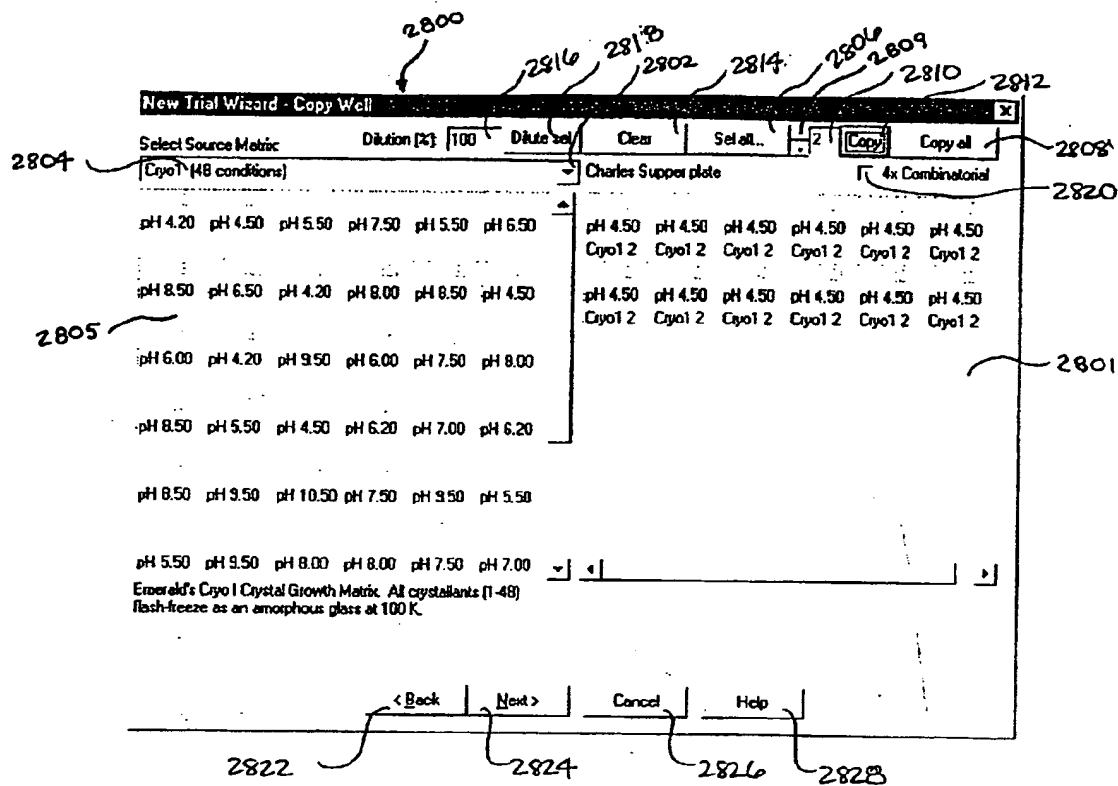 2800
2816 2818 2802 2814 2806 2809 2810 2812
New Trial Wizard - Copy Well
Select Source Matrix Dilution [%]: 100 Dilute sel Clear Sel all... 2 Copy Copy all
2808
2804
Cryo1 (48 conditions) Charles Supper plate 4x Combinatorial
2820
pH 4.20 pH 4.50 pH 5.50 pH 7.50 pH 5.50 pH 6.50 pH 4.50 pH 4.50 pH 4.50 pH 4.50 pH 4.50 pH 4.50
Cryo1 2 Cryo1 2 Cryo1 2 Cryo1 2 Cryo1 2 Cryo1 2
pH 8.50 pH 6.50 pH 4.20 pH 8.00 pH 8.50 pH 4.50 pH 4.50 pH 4.50 pH 4.50 pH 4.50 pH 4.50 pH 4.50
Cryo1 2 Cryo1 2 Cryo1 2 Cryo1 2 Cryo1 2 Cryo1 2
2805
pH 6.00 pH 4.20 pH 9.50 pH 6.00 pH 7.50 pH 8.00
2801
pH 8.50 pH 5.50 pH 4.50 pH 6.20 pH 7.00 pH 6.20
pH 8.50 pH 9.50 pH 10.50 pH 7.50 pH 9.50 pH 5.50
pH 5.50 pH 9.50 pH 8.00 pH 8.00 pH 7.50 pH 7.00
Emerald's Cryo I Crystal Growth Matrix. All crystallants (1-48)
flash-freeze as an amorphous glass at 100 K.
< Back Next > Cancel Help
2822 2824 2826 2828